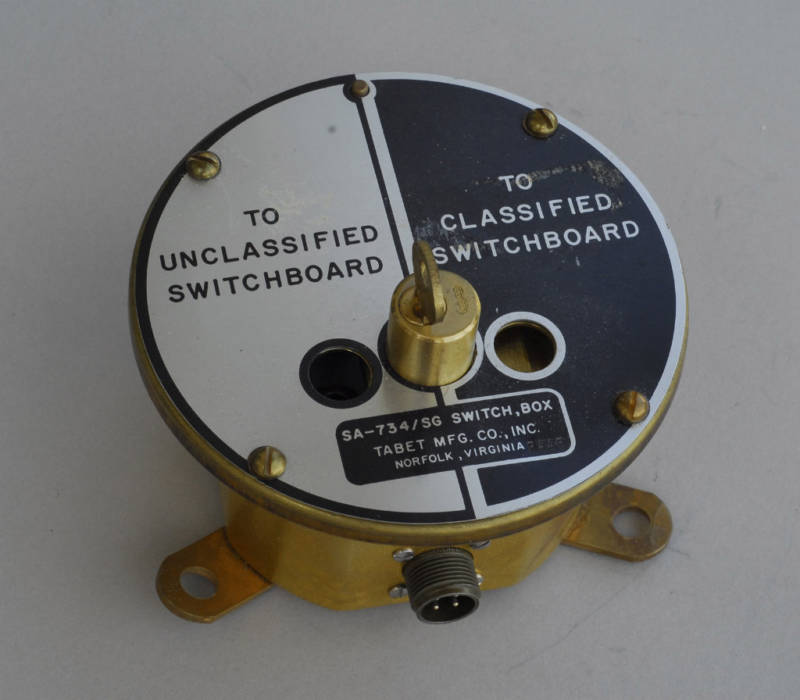 TO
UNCLASSIFIED
SWITCHBOARD
TO
CLASSIFIED
SWITCHBOARD
SA-734/SG SWITCH, BOX
TABET MFG. CO., INC.
NORFOLK, VIRGINIA